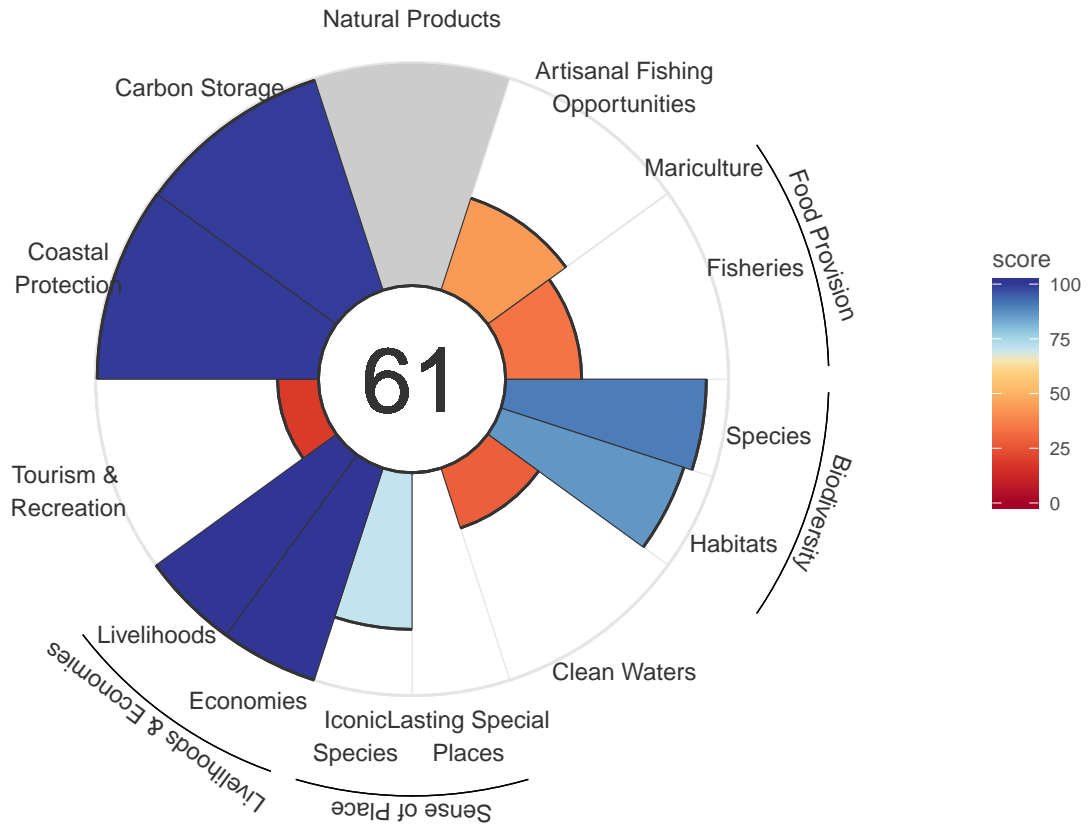 Natural Products
Artisanal Fishing
Opportunities
Carbon Storage
Mariculture
Food Provision
Fisheries
Coastal
Protection
score
100
75
50
25
0
61
Species
Biodiversity
Habitats
Tourism &
Recreation
Clean Waters
Livelihoods
Economies
Livelihoods & Economies
Iconic
Species
Lasting Special
Places
Sense of Place